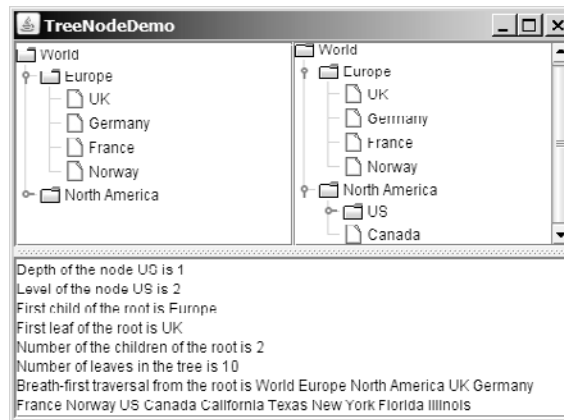 TreeNodeDemo
World
Europe
UK
Germany
France
Norway
North America
World
Europe
UK
Germany
France
Norway
North America
US
Canada
Depth of the node US is 1
Level of the node US is 2
First child of the root is Europe
First leaf of the root is UK
Number of the children of the root is 2
Number of leaves in the tree is 10
Breath-first traversal from the root is World Europe North America UK Germany
France Norway US Canada California Texas New York Florida Illinois